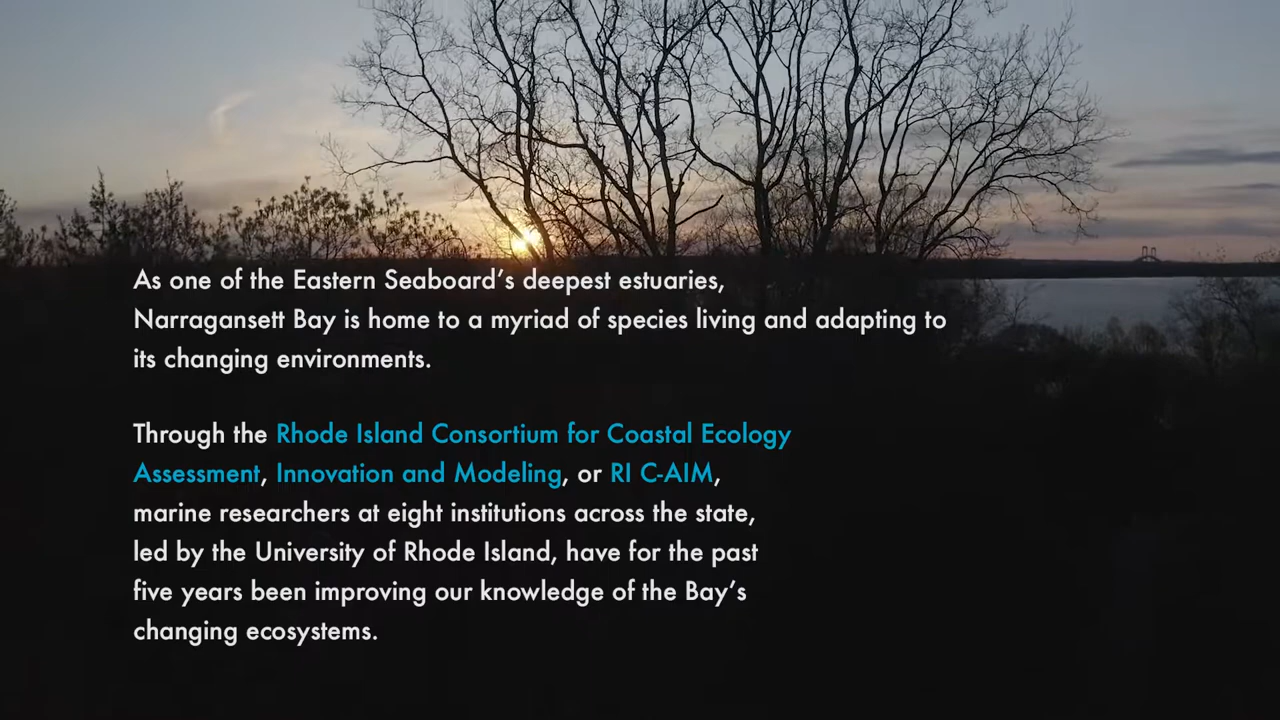 As one of the Eastern Seaboard’s deepest estuaries,
Narragansett Bay is home to a myriad of species living and adapting to
its changing environments.
Through the Rhode Island Consortium for Coastal Ecology
Assessment, Innovation and Modeling, or RI C-AIM,
marine researchers at eight institutions across the state,
led by the University of Rhode Island, have for the past
five years been improving our knowledge of the Bay’s
changing ecosystems.